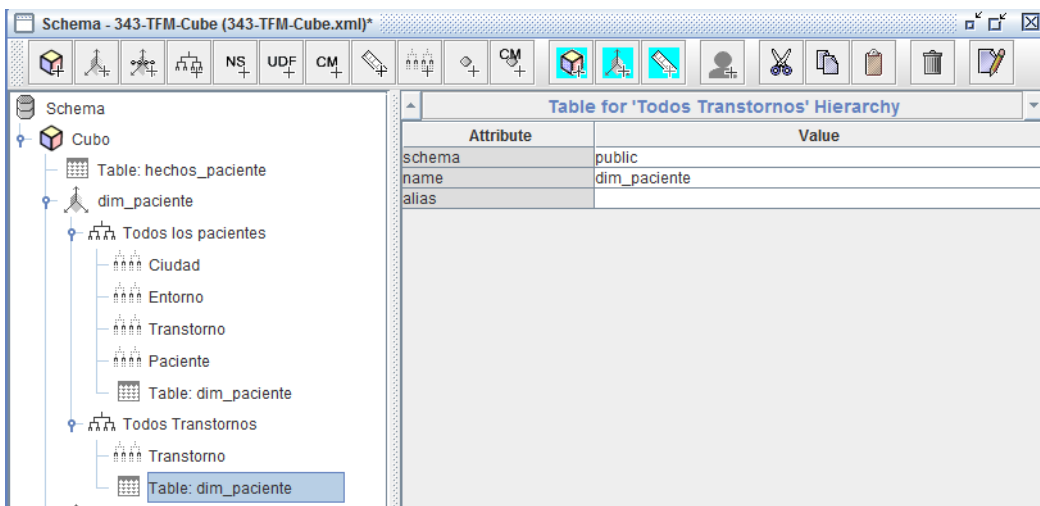 Schema - 343-TFM-Cube (343-TFM-Cube.xml)*
NS UDF CM CM
Schema
Cubo
Table: hechos_paciente
dim_paciente
Todos los pacientes
Ciudad
Entorno
Transtorno
Paciente
Table: dim_paciente
Todos Transtornos
Transtorno
Table: dim_paciente
Table for 'Todos Transtornos' Hierarchy
Attribute Value
schema public
name dim_paciente
alias